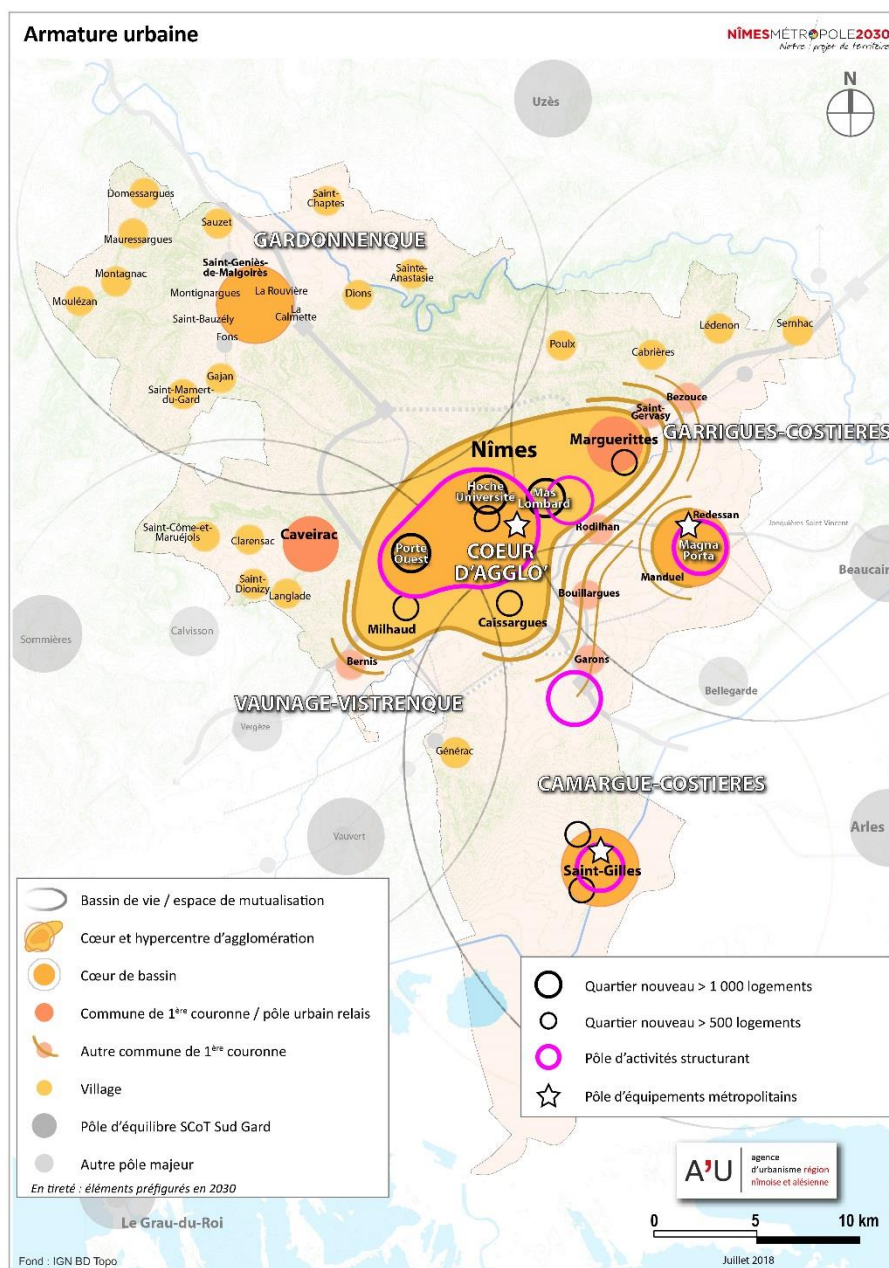 Armature urbaine
NÎMESMÉTROPOLE2030
Notre : projet de territoire
N
Uzès
Domessargues
Saint-
Chaptes
Sauzet
Mauressargues
GARDONNENQUE
Saint-Geniès-
de-Malgoirès
Sainte-
Anastasie
Montagnac
Moulézan
Montignargues
La Rouvière
Dions
La
Calmette
Saint-Bauzély
Fons
Lédenon
Sernhac
Poulx
Cabrières
Gajan
Saint-Mamert-
du-Gard
Bezouce
Saint-
Gervasy
Marguerittes
GARRIGUES-COSTIERES
Nîmes
Hoche
Université
Mas
Lombard
Redessan
Jonquières Saint Vincent
Rodilhan
Saint-Côme-et-
Maruéjols
Clarensac
Caveirac
Porte
Ouest
COEUR
D'AGGLO'
Magna
Porta
Beaucaire
Manduel
Saint-
Dionizy
Langlade
Bouillargues
Milhaud
Caissargues
Sommières
Calvisson
Bernis
Garons
Bellegarde
VAUNAGE-VISTRENQUE
Vergèze
Générac
CAMARGUE-COSTIERES
Vauvert
Arles
Saint-Gilles
Bassin de vie / espace de mutualisation
Cœur et hypercentre d'agglomération
Cœur de bassin
Commune de 1ère couronne / pôle urbain relais
Autre commune de 1ère couronne
Village
Pôle d'équilibre SCoT Sud Gard
Autre pôle majeur
En tireté : éléments préfigurés en 2030
Quartier nouveau > 1 000 logements
Quartier nouveau > 500 logements
Pôle d'activités structurant
Pôle d'équipements métropolitains
A'U
agence
d'urbanisme région
nîmoise et alésienne
Le Grau-du-Roi
0 5 10 km
Fond : IGN BD Topo
Juillet 2018